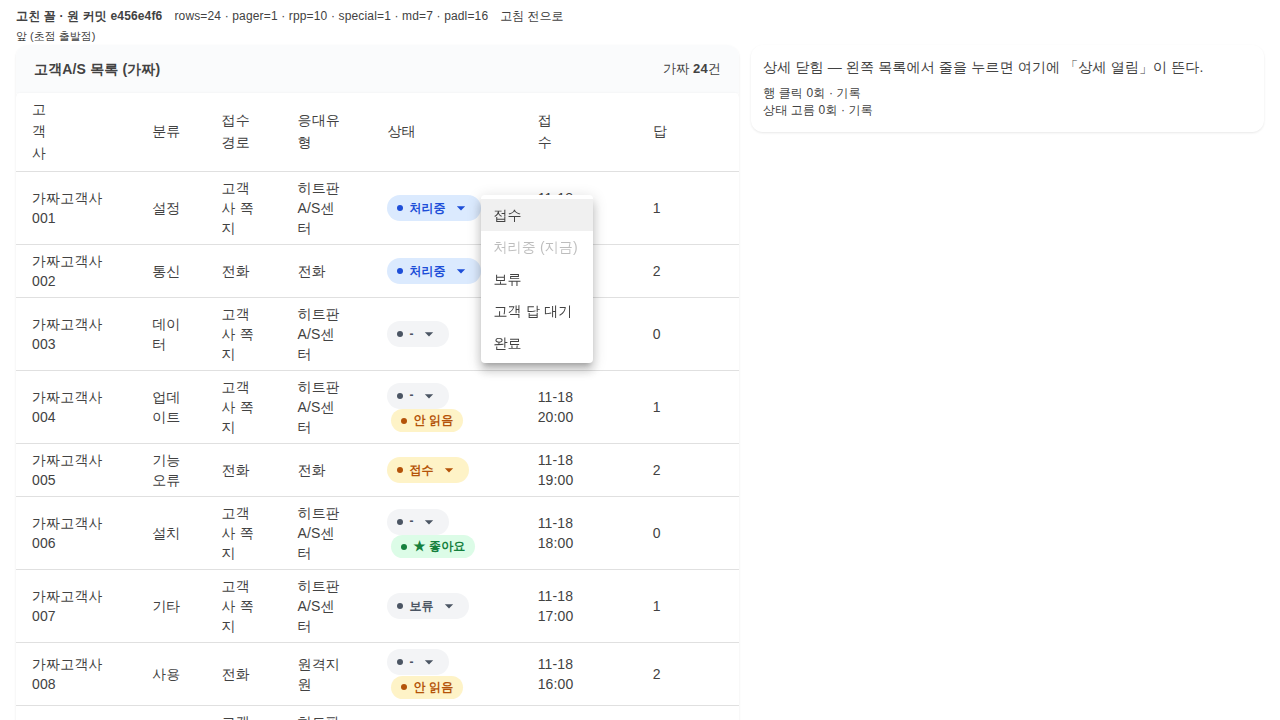 고친 꼴 · 원 커밋 e456e4f6 rows=24 · pager=1 · rpp=10 · special=1 · md=7 · padl=16 고침 전으로
앞 (초점 출발점)
고객A/S 목록 (가짜) 가짜 24건
상세 닫힘 — 왼쪽 목록에서 줄을 누르면 여기에 「상세 열림」이 뜬다.
행 클릭 0회 · 기록
상태 고름 0회 · 기록
고
객
사
분류
접수
경로
응대유
형
상태
접
수
답
가짜고객사
001
설정
고객
사 쪽
지
히트판
A/S센
터
처리중
1
접수
처리중 (지금)
보류
고객 답 대기
완료
가짜고객사
002
통신
전화
전화
처리중
2
가짜고객사
003
데이
터
고객
사 쪽
지
히트판
A/S센
터
-
0
가짜고객사
004
업데
이트
고객
사 쪽
지
히트판
A/S센
터
-
안 읽음
11-18
20:00
1
가짜고객사
005
기능
오류
전화
전화
접수
11-18
19:00
2
가짜고객사
006
설치
고객
사 쪽
지
히트판
A/S센
터
-
★ 좋아요
11-18
18:00
0
가짜고객사
007
기타
고객
사 쪽
지
히트판
A/S센
터
보류
11-18
17:00
1
가짜고객사
008
사용
전화
원격지
원
-
안 읽음
11-18
16:00
2